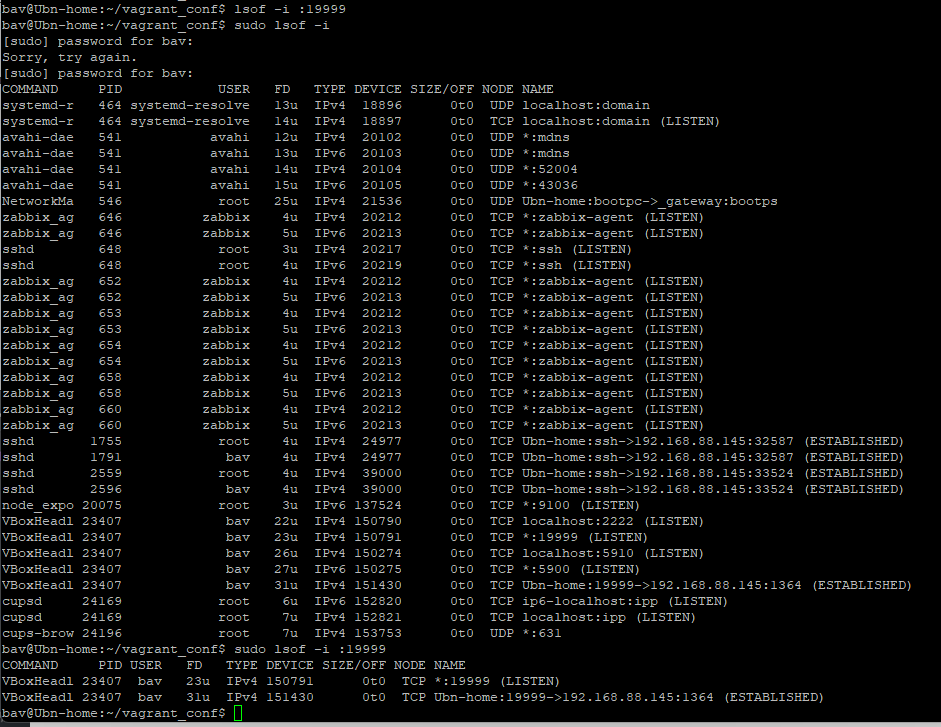 bav@Ubn-home:~/vagrant_conf$ lsof -i :19999
bav@Ubn-home:~/vagrant_conf$ sudo lsof -i
[sudo] password for bav:
Sorry, try again.
[sudo] password for bav:
COMMAND     PID            USER   FD   TYPE DEVICE SIZE/OFF NODE NAME
systemd-r   464 systemd-resolve   13u  IPv4  18896      0t0  UDP localhost:domain
systemd-r   464 systemd-resolve   14u  IPv4  18897      0t0  TCP localhost:domain (LISTEN)
avahi-dae   541           avahi   12u  IPv4  20102      0t0  UDP *:mdns
avahi-dae   541           avahi   13u  IPv6  20103      0t0  UDP *:mdns
avahi-dae   541           avahi   14u  IPv4  20104      0t0  UDP *:52004
avahi-dae   541           avahi   15u  IPv6  20105      0t0  UDP *:43036
NetworkMa   546            root   25u  IPv4  21536      0t0  UDP Ubn-home:bootpc->_gateway:bootps
zabbix_ag   646          zabbix    4u  IPv4  20212      0t0  TCP *:zabbix-agent (LISTEN)
zabbix_ag   646          zabbix    5u  IPv6  20213      0t0  TCP *:zabbix-agent (LISTEN)
sshd        648            root    3u  IPv4  20217      0t0  TCP *:ssh (LISTEN)
sshd        648            root    4u  IPv6  20219      0t0  TCP *:ssh (LISTEN)
zabbix_ag   652          zabbix    4u  IPv4  20212      0t0  TCP *:zabbix-agent (LISTEN)
zabbix_ag   652          zabbix    5u  IPv6  20213      0t0  TCP *:zabbix-agent (LISTEN)
zabbix_ag   653          zabbix    4u  IPv4  20212      0t0  TCP *:zabbix-agent (LISTEN)
zabbix_ag   653          zabbix    5u  IPv6  20213      0t0  TCP *:zabbix-agent (LISTEN)
zabbix_ag   654          zabbix    4u  IPv4  20212      0t0  TCP *:zabbix-agent (LISTEN)
zabbix_ag   654          zabbix    5u  IPv6  20213      0t0  TCP *:zabbix-agent (LISTEN)
zabbix_ag   658          zabbix    4u  IPv4  20212      0t0  TCP *:zabbix-agent (LISTEN)
zabbix_ag   658          zabbix    5u  IPv6  20213      0t0  TCP *:zabbix-agent (LISTEN)
zabbix_ag   660          zabbix    4u  IPv4  20212      0t0  TCP *:zabbix-agent (LISTEN)
zabbix_ag   660          zabbix    5u  IPv6  20213      0t0  TCP *:zabbix-agent (LISTEN)
sshd       1755            root    4u  IPv4  24977      0t0  TCP Ubn-home:ssh->192.168.88.145:32587 (ESTABLISHED)
sshd       1791             bav    4u  IPv4  24977      0t0  TCP Ubn-home:ssh->192.168.88.145:32587 (ESTABLISHED)
sshd       2559            root    4u  IPv4  39000      0t0  TCP Ubn-home:ssh->192.168.88.145:33524 (ESTABLISHED)
sshd       2596             bav    4u  IPv4  39000      0t0  TCP Ubn-home:ssh->192.168.88.145:33524 (ESTABLISHED)
node_expo 20075            root    3u  IPv6 137524      0t0  TCP *:9100 (LISTEN)
VBoxHeadl 23407             bav   22u  IPv4 150790      0t0  TCP localhost:2222 (LISTEN)
VBoxHeadl 23407             bav   23u  IPv4 150791      0t0  TCP *:19999 (LISTEN)
VBoxHeadl 23407             bav   26u  IPv4 150274      0t0  TCP localhost:5910 (LISTEN)
VBoxHeadl 23407             bav   27u  IPv6 150275      0t0  TCP *:5900 (LISTEN)
VBoxHeadl 23407             bav   31u  IPv4 151430      0t0  TCP Ubn-home:19999->192.168.88.145:1364 (ESTABLISHED)
cupsd     24169            root    6u  IPv6 152820      0t0  TCP ip6-localhost:ipp (LISTEN)
cupsd     24169            root    7u  IPv4 152821      0t0  TCP localhost:ipp (LISTEN)
cups-brow 24196            root    7u  IPv4 153753      0t0  UDP *:631
bav@Ubn-home:~/vagrant_conf$ sudo lsof -i :19999
COMMAND     PID USER   FD   TYPE DEVICE SIZE/OFF NODE NAME
VBoxHeadl 23407  bav   23u  IPv4 150791      0t0  TCP *:19999 (LISTEN)
VBoxHeadl 23407  bav   31u  IPv4 151430      0t0  TCP Ubn-home:19999->192.168.88.145:1364 (ESTABLISHED)
bav@Ubn-home:~/vagrant_conf$